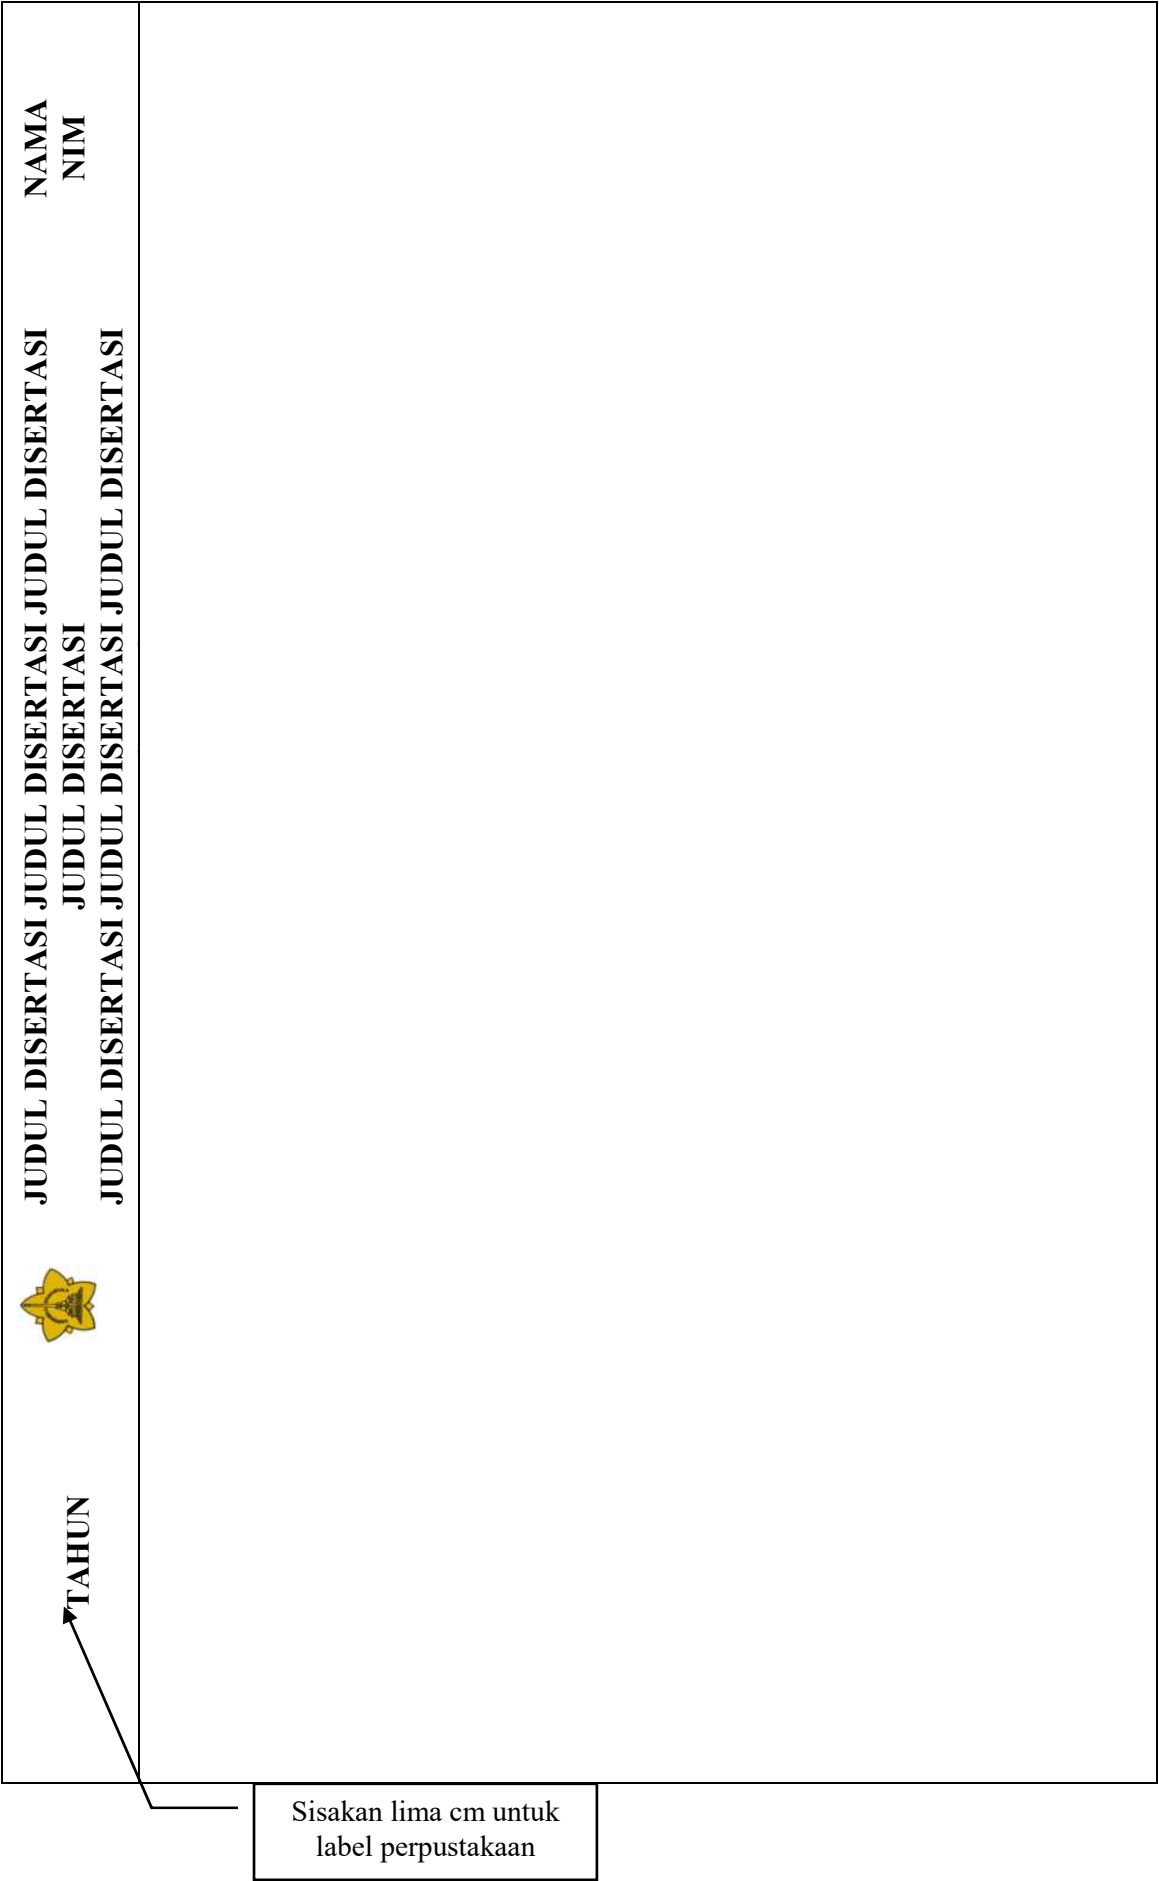 NAMA
NIM
JUDUL DISERTASI JUDUL DISERTASI JUDUL DISERTASI
JUDUL DISERTASI
JUDUL DISERTASI JUDUL DISERTASI JUDUL DISERTASI
TAHUN
Sisakan lima cm untuk
label perpustakaan